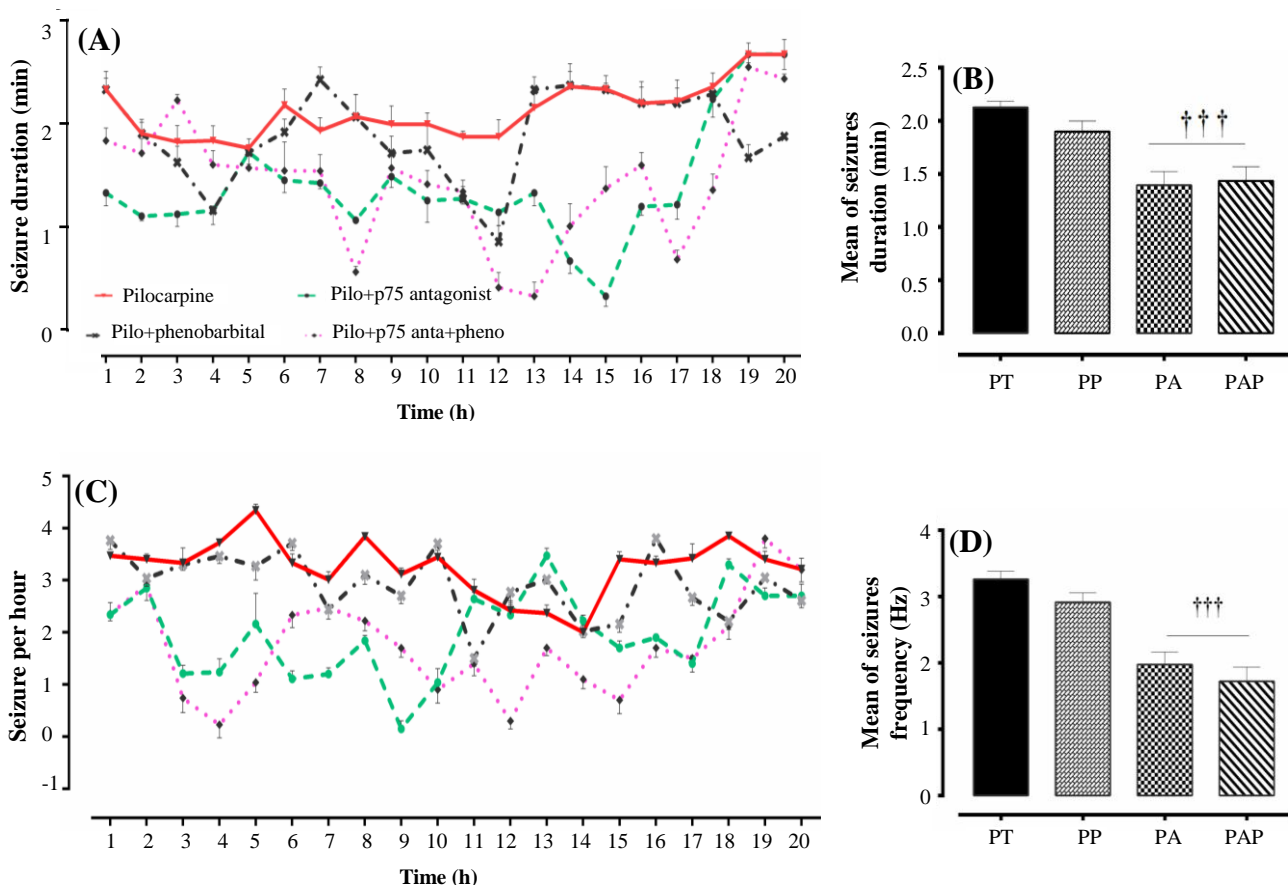 (A)
Seizure duration (min)
3
2
1
0
Pilocarpine
Pilo+p75 antagonist
Pilo+phenobarbital
Pilo+p75 anta+pheno
1 2 3 4 5 6 7 8 9 10 11 12 13 14 15 16 17 18 19 20
Time (h)
(B)
Mean of seizures
duration (min)
2.5
2.0
1.5
1.0
0.5
0.0
†††
PT PP PA PAP
(C)
Seizure per hour
5
4
3
2
1
0
-1
1 2 3 4 5 6 7 8 9 10 11 12 13 14 15 16 17 18 19 20
Time (h)
(D)
Mean of seizures
frequency (Hz)
4
3
2
1
0
†††
PT PP PA PAP